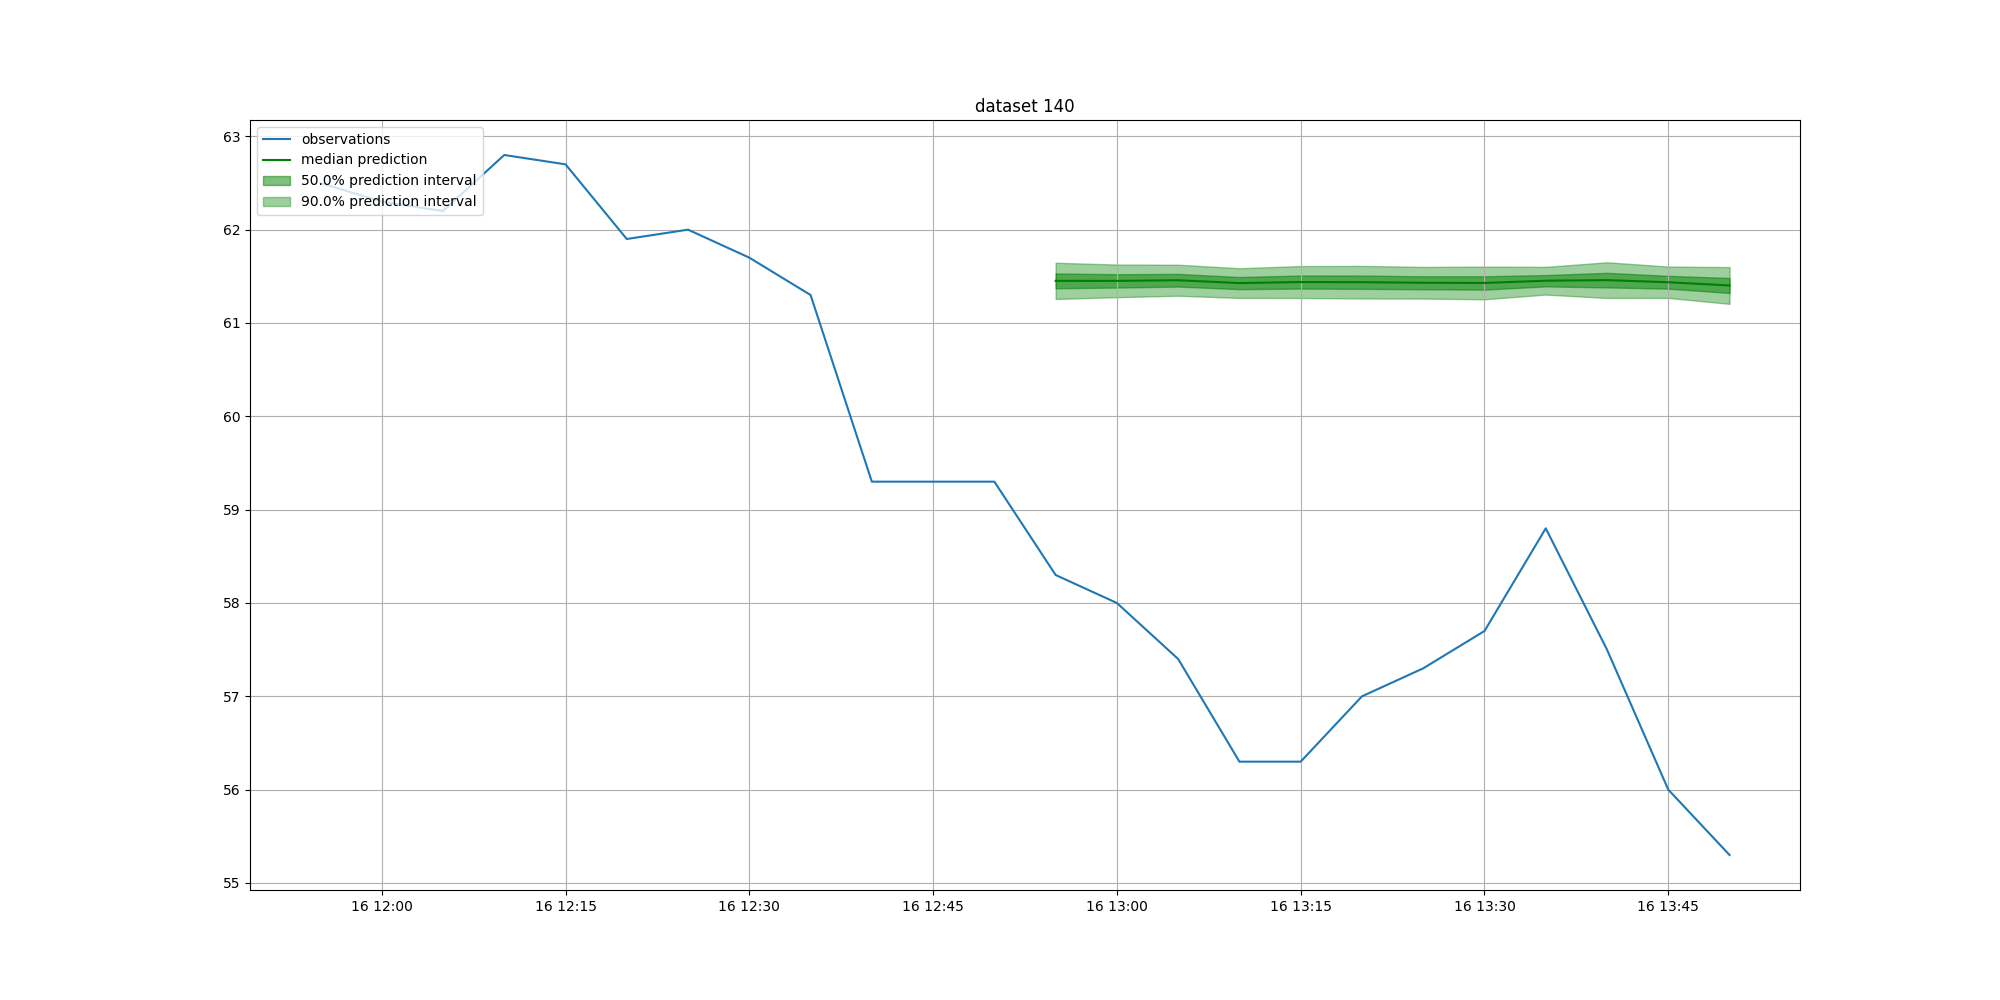 dataset 140
observations
median prediction
50.0% prediction interval
90.0% prediction interval
63
62
61
60
59
58
57
56
55
16 12:00 16 12:15 16 12:30 16 12:45 16 13:00 16 13:15 16 13:30 16 13:45